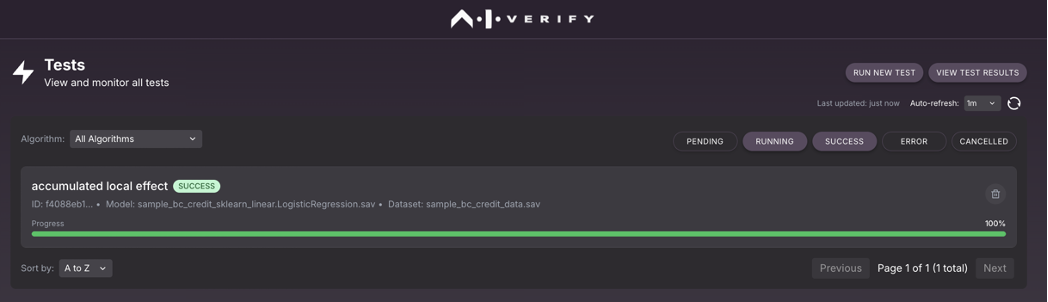 A.I.VERIFY
Tests
View and monitor all tests
RUN NEW TEST VIEW TEST RESULTS
Last updated: just now Auto-refresh: 1m
Algorithm: All Algorithms
PENDING RUNNING SUCCESS ERROR CANCELLED
accumulated local effect SUCCESS
ID: f4088eb1... • Model: sample_bc_credit_sklearn_linear.LogisticRegression.sav • Dataset: sample_bc_credit_data.sav
Progress 100%
Sort by: A to Z Previous Page 1 of 1 (1 total) Next